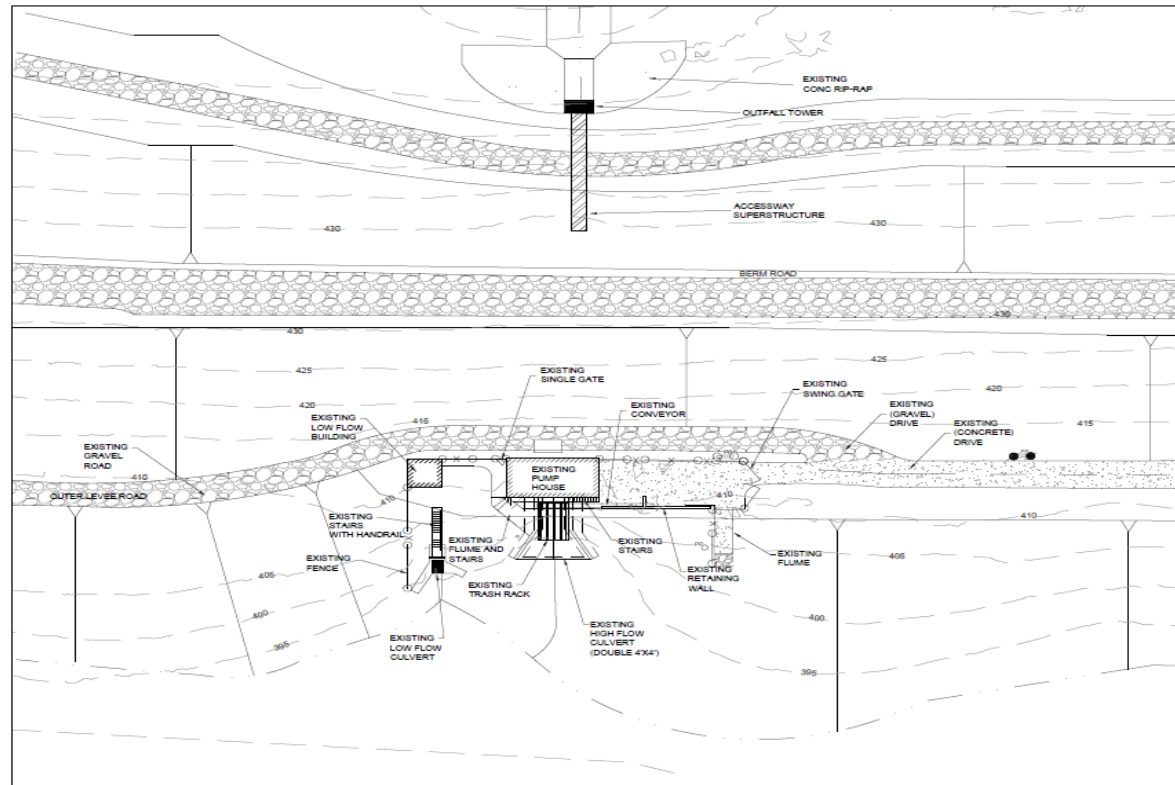 EXISTING
CONC RIP-RAP
OUTFALL TOWER
ACCESSWAY
SUPERSTRUCTURE
430
430
BERM ROAD
430
430
425
425
EXISTING
SINGLE GATE
EXISTING
CONVEYOR
EXISTING
SWING GATE
420
EXISTING
(GRAVEL)
DRIVE
EXISTING
(CONCRETE)
DRIVE
420
415
415
EXISTING
LOW FLOW
BUILDING
EXISTING
GRAVEL
ROAD
410
OUTER LEVEE ROAD
410
EXISTING
PUMP
HOUSE
410
410
EXISTING
STAIRS
WITH HANDRAIL
EXISTING
FLUME AND
STAIRS
EXISTING
STAIRS
EXISTING
FLUME
405
EXISTING
FENCE
EXISTING
TRASH RACK
EXISTING
RETAINING
WALL
405
400
400
395
395
EXISTING
LOW FLOW
CULVERT
EXISTING
HIGH FLOW
CULVERT
(DOUBLE 4'X4')